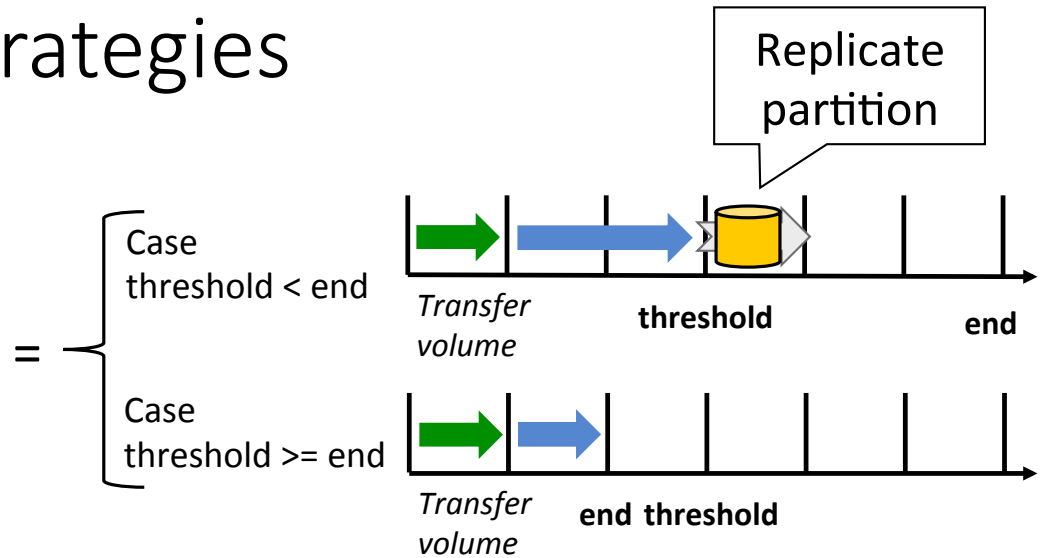 rategies
Replicate
partition
Case
threshold < end
Transfer
volume
threshold
end
=
Case
threshold >= end
Transfer
volume
end threshold